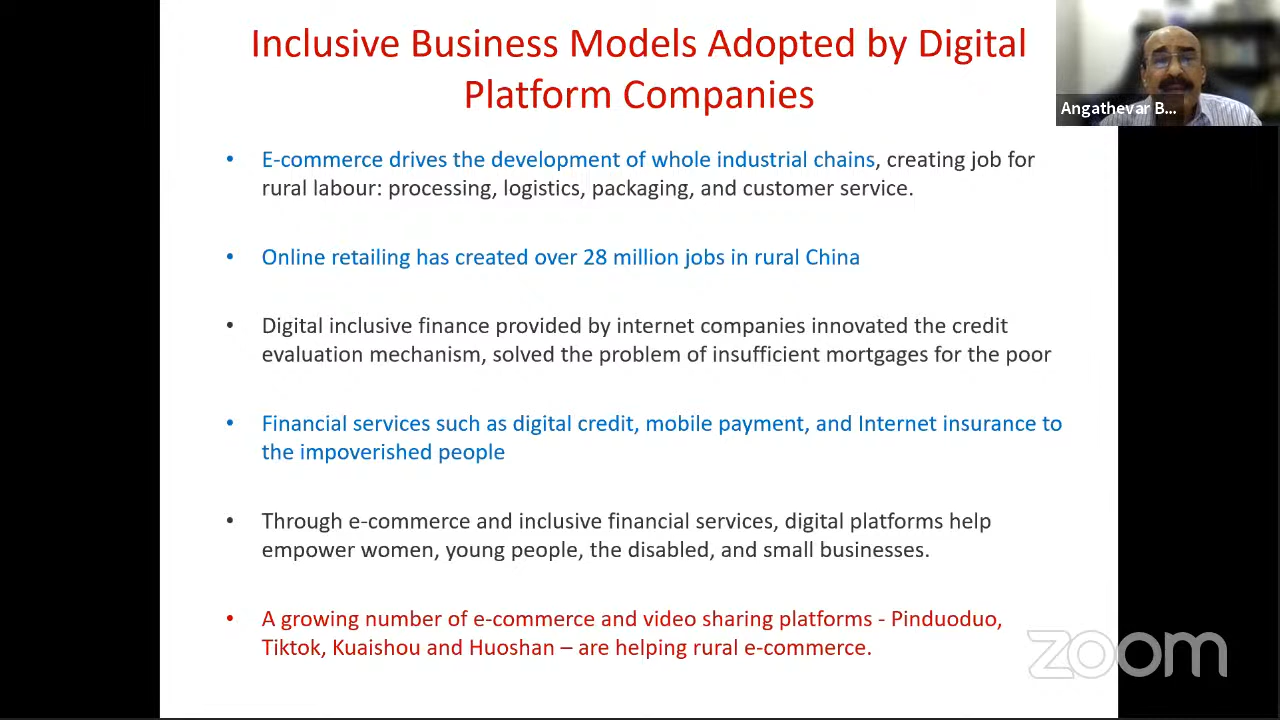 Inclusive Business Models Adopted by Digital
Platform Companies
Angathevar B...
• E-commerce drives the development of whole industrial chains, creating job for
rural labour: processing, logistics, packaging, and customer service.
• Online retailing has created over 28 million jobs in rural China
• Digital inclusive finance provided by internet companies innovated the credit
evaluation mechanism, solved the problem of insufficient mortgages for the poor
• Financial services such as digital credit, mobile payment, and Internet insurance to
the impoverished people
• Through e-commerce and inclusive financial services, digital platforms help
empower women, young people, the disabled, and small businesses.
• A growing number of e-commerce and video sharing platforms - Pinduoduo,
Tiktok, Kuaishou and Huoshan – are helping rural e-commerce.
zoom